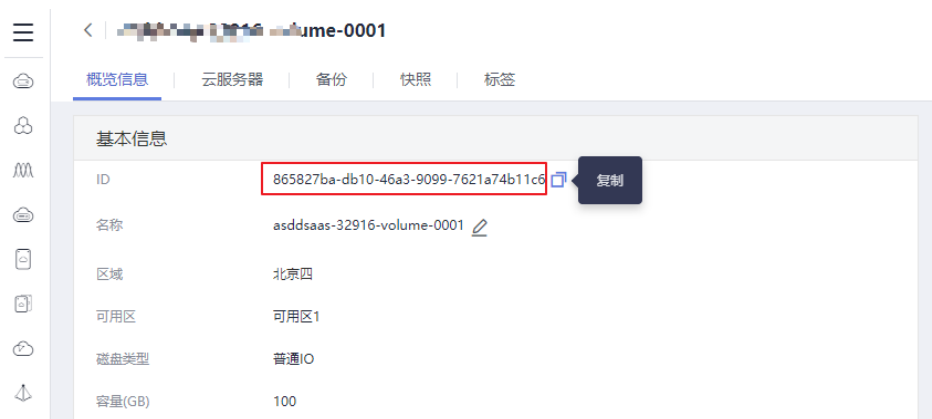 ume-0001
概览信息 云服务器 备份 快照 标签
基本信息
ID 865827ba-db10-46a3-9099-7621a74b11c6 复制
名称 asddsaas-32916-volume-0001
区域 北京四
可用区 可用区1
磁盘类型 普通IO
容量(GB) 100